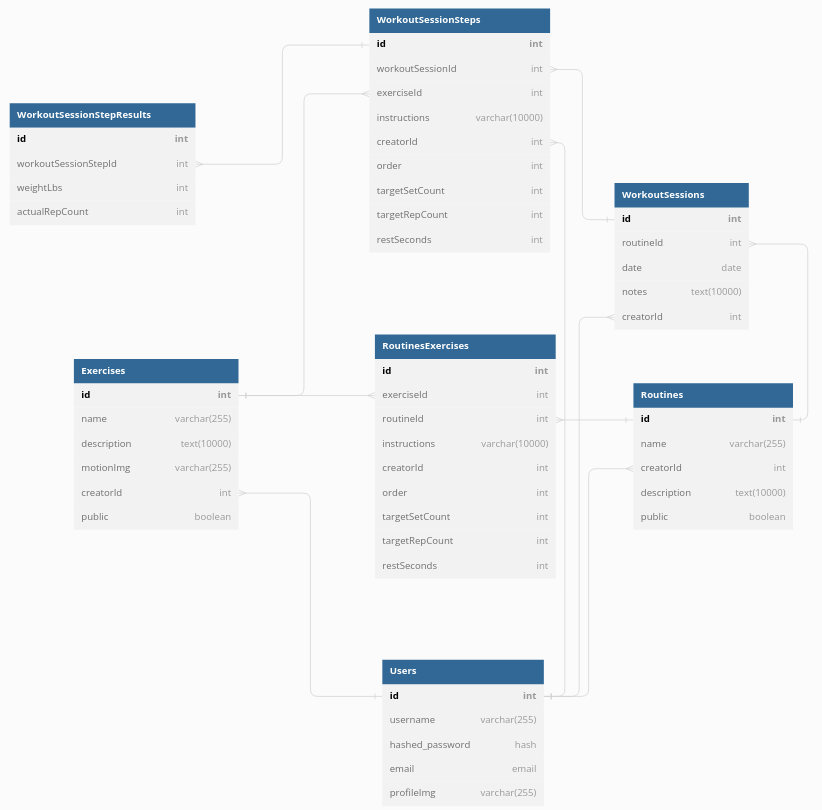 WorkoutSessionSteps
id int
workoutSessionId int
exerciseId int
instructions varchar(10000)
creatorId int
order int
targetSetCount int
targetRepCount int
restSeconds int
WorkoutSessionStepResults
id int
workoutSessionStepId int
weightLbs int
actualRepCount int
WorkoutSessions
id int
routineId int
date date
notes text(10000)
creatorId int
RoutinesExercises
id int
exerciseId int
routineId int
instructions varchar(10000)
creatorId int
order int
targetSetCount int
targetRepCount int
restSeconds int
Exercises
id int
name varchar(255)
description text(10000)
motionImg varchar(255)
creatorId int
public boolean
Routines
id int
name varchar(255)
creatorId int
description text(10000)
public boolean
Users
id int
username varchar(255)
hashed_password hash
email email
profileImg varchar(255)